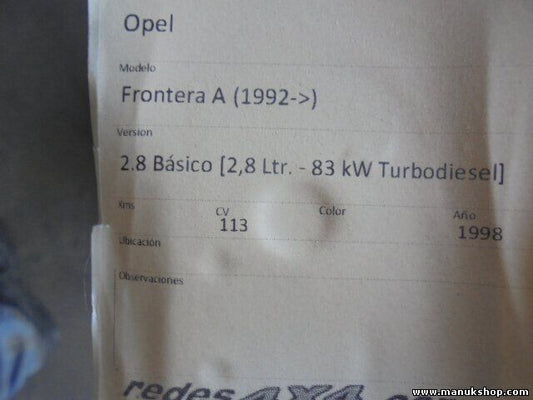 Opel
Modelo
Frontera A (1992->)
Version
2.8 Básico [2,8 Ltr. - 83 kW Turbodiesel]
Kms CV Color Año
113 1998
Ubicación
Observaciones
redes4X4
www.manukshop.com